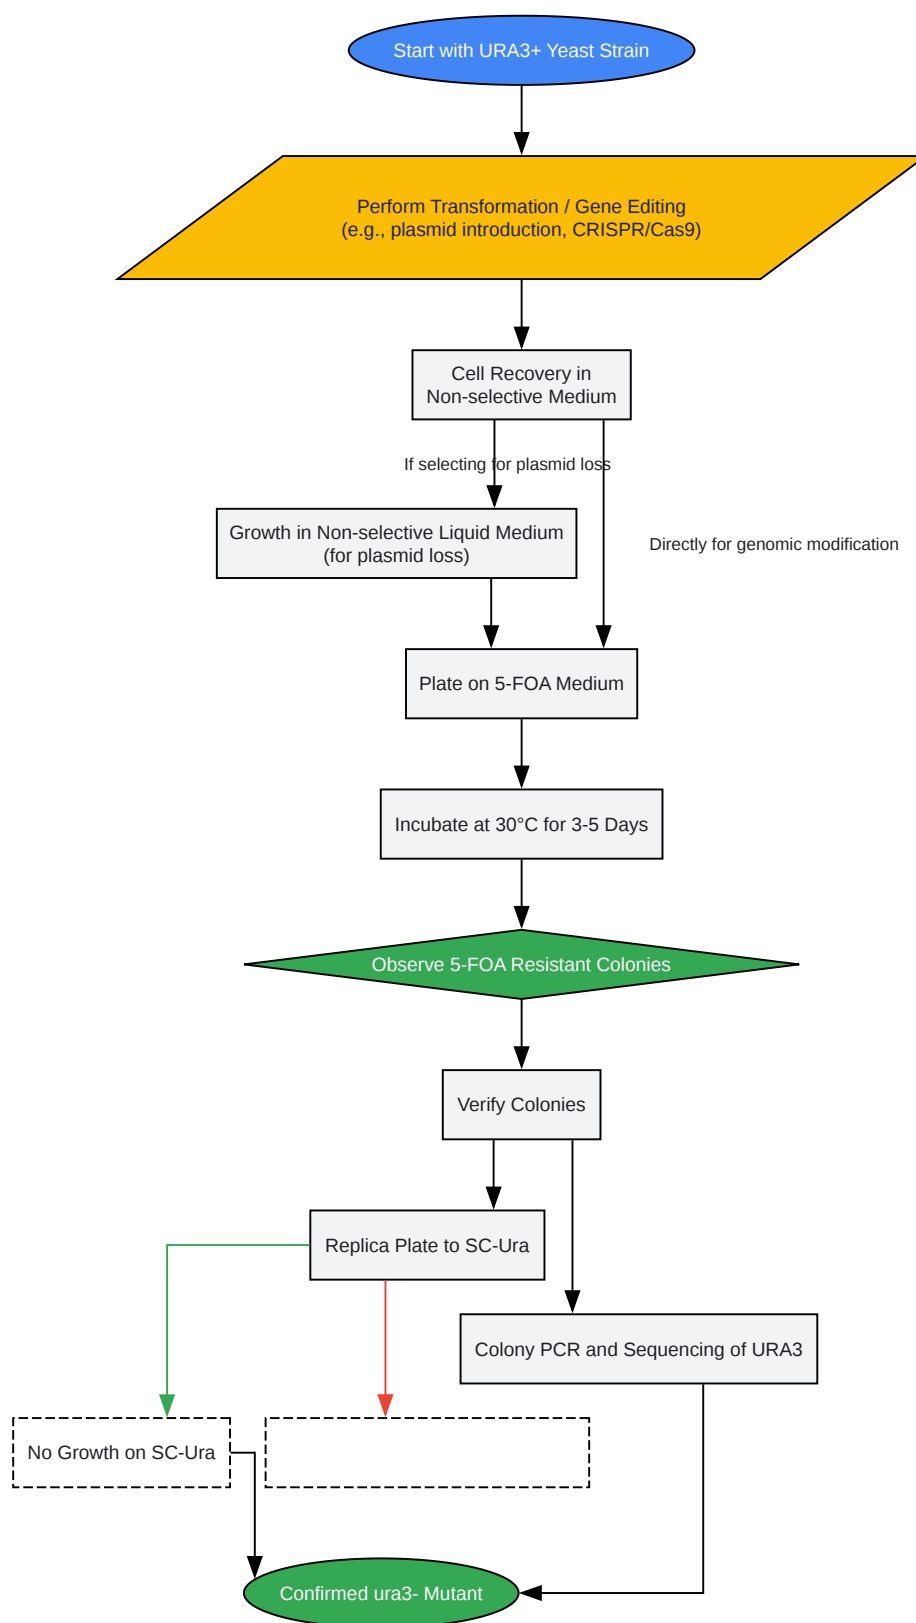 Start with URA3+ Yeast Strain
Perform Transformation / Gene Editing
(e.g., plasmid introduction, CRISPR/Cas9)
Cell Recovery in
Non-selective Medium
If selecting for plasmid loss
Growth in Non-selective Liquid Medium
(for plasmid loss)
Directly for genomic modification
Plate on 5-FOA Medium
Incubate at 30°C for 3-5 Days
Observe 5-FOA Resistant Colonies
Verify Colonies
Replica Plate to SC-Ura
Colony PCR and Sequencing of URA3
No Growth on SC-Ura
Confirmed ura3- Mutant